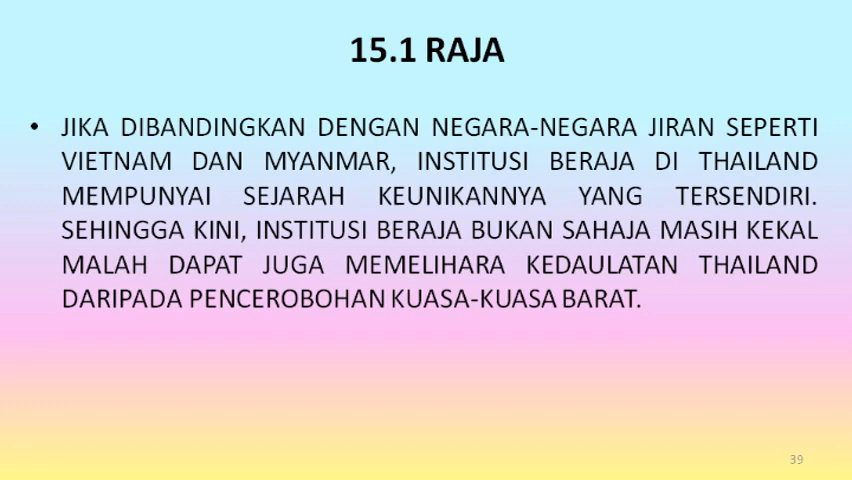 15.1 RAJA
• JIKA DIBANDINGKAN DENGAN NEGARA-NEGARA JIRAN SEPERTI
VIETNAM DAN MYANMAR, INSTITUSI BERAJA DI THAILAND
MEMPUNYAI SEJARAH KEUNIKANNYA YANG TERSENDIRI.
SEHINGGA KINI, INSTITUSI BERAJA BUKAN SAHAJA MASIH KEKAL
MALAH DAPAT JUGA MEMELIHARA KEDAULATAN THAILAND
DARIPADA PENCEROBOHAN KUASA-KUASA BARAT.
39